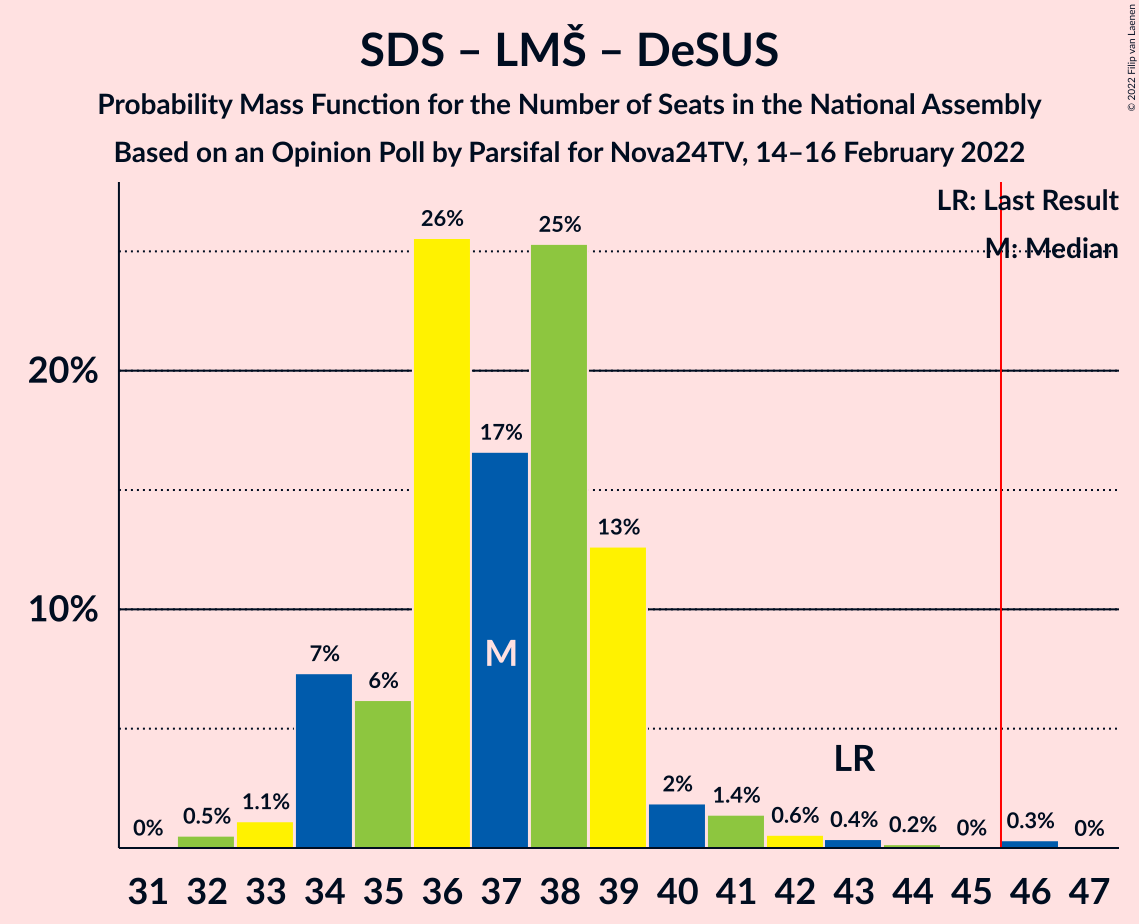 SDS – LMŠ – DeSUS
Probability Mass Function for the Number of Seats in the National Assembly
Based on an Opinion Poll by Parsifal for Nova24TV, 14–16 February 2022
© 2022 Filip van Laenen
LR: Last Result
M: Median
26%
25%
20%
17%
13%
10%
M
7%
6%
LR
2%
1.4%
1.1%
0.5%
0.6%
0.4%
0.2%
0.3%
0%
0%
0%
31 32 33 34 35 36 37 38 39 40 41 42 43 44 45 46 47